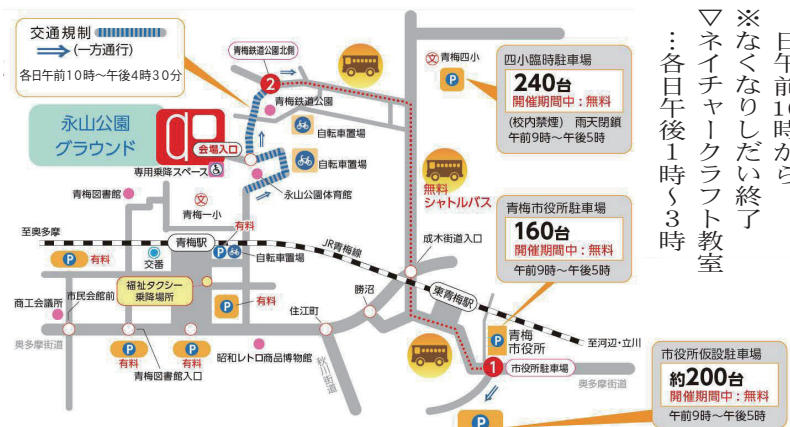 交通規制
(一方通行)
各日午前10時～午後4時30分
永山公園
グラウンド
会場入口
専用乗降スペース
青梅鉄道公園北側
2
青梅鉄道公園
自転車置場
自転車置場
永山公園体育館
青梅図書館
文
青梅一小
至奥多摩
P 有料
交番
青梅駅
有料
P
自転車置場
JR青梅線
福祉タクシー
乗降場所
P 有料
商工会議所
市民会館前
奥多摩街道
P
有料
青梅図書館入口
P
有料
昭和レトロ商品博物館
住江町
秋川街道
勝沼
成木街道入口
東青梅駅
無料
シャトルバス
文 青梅四小
P
四小臨時駐車場
240台
開催期間中：無料
(校内禁煙) 雨天閉鎖
午前9時～午後5時
青梅市役所駐車場
160台
開催期間中：無料
午前9時～午後5時
P
青梅
市役所
至河辺・立川
1
市役所駐車場
奥多摩街道
P
市役所仮設駐車場
約200台
開催期間中：無料
午前9時～午後5時
※なくなりしだい終了
▽ネイチャークラフト教室
…各日午後1時～3時